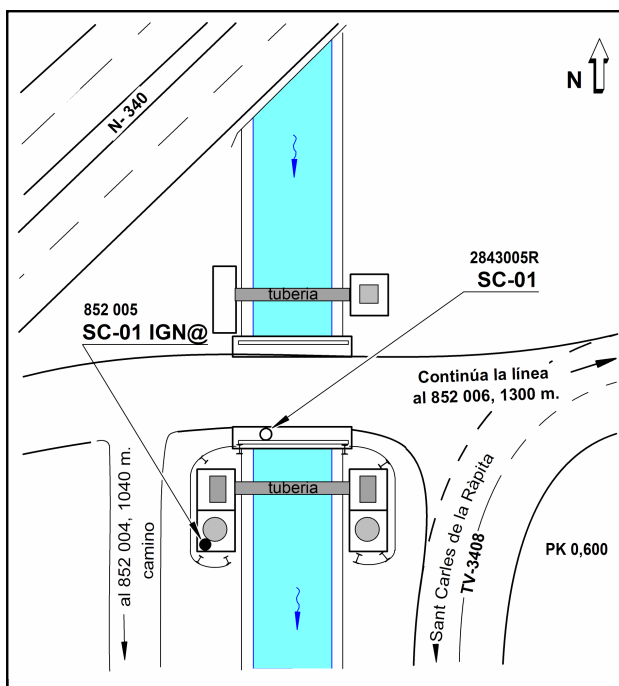 N- 340
N
2843005R
SC-01
tuberia
852 005
SC-01 IGN@
Continúa la línea
al 852 006, 1300 m.
tuberia
al 852 004, 1040 m.
camino
Sant Carles de la Ràpita
TV-3408
PK 0,600